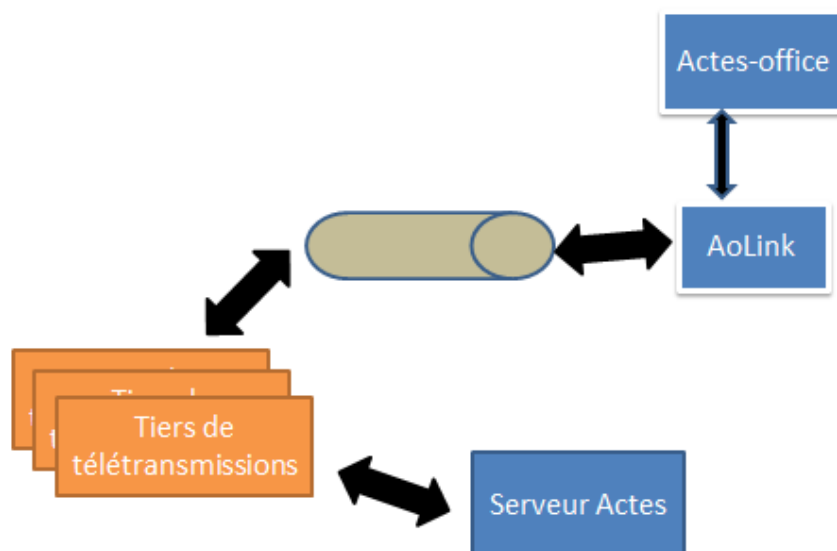 Actes-office
AoLink
Tiers de
télétransmissions
Serveur Actes